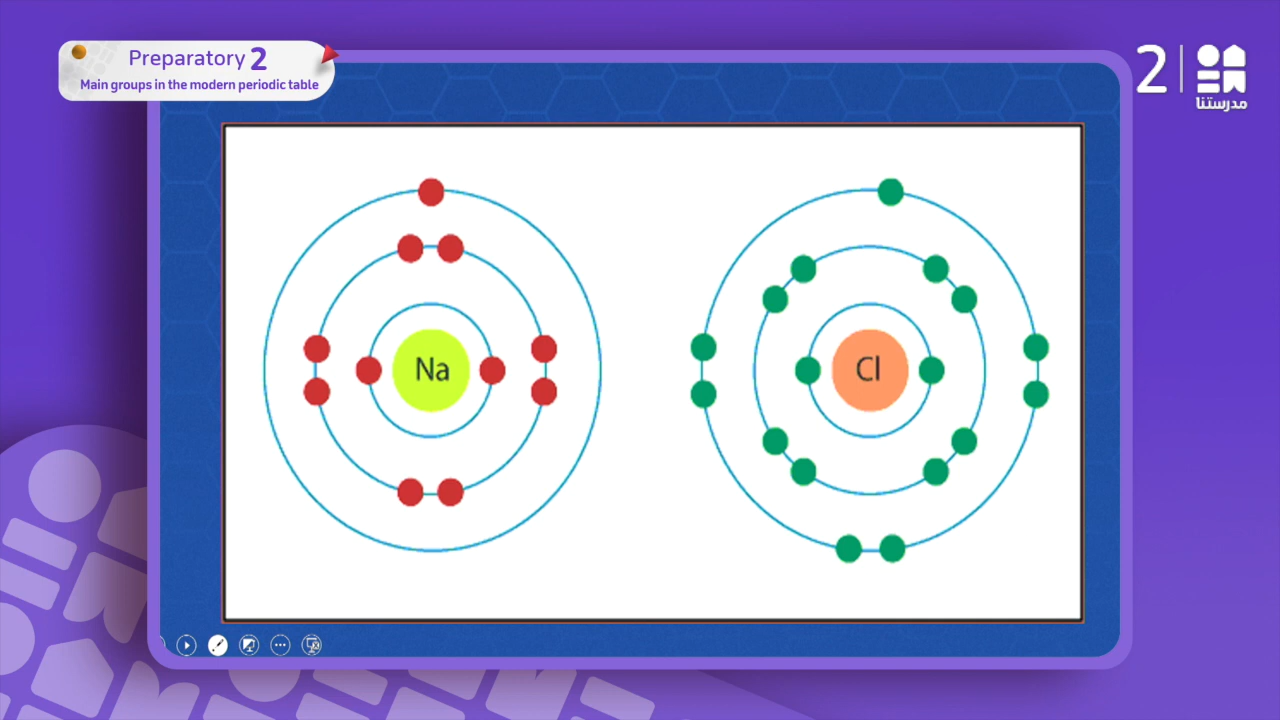 Preparatory 2
Main groups in the modern periodic table
2
مدرستنا
Na
Cl